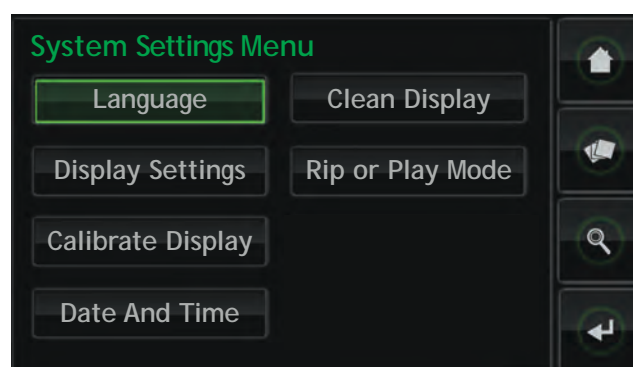 System Settings Menu
Language
Clean Display
Display Settings
Rip or Play Mode
Calibrate Display
Date And Time